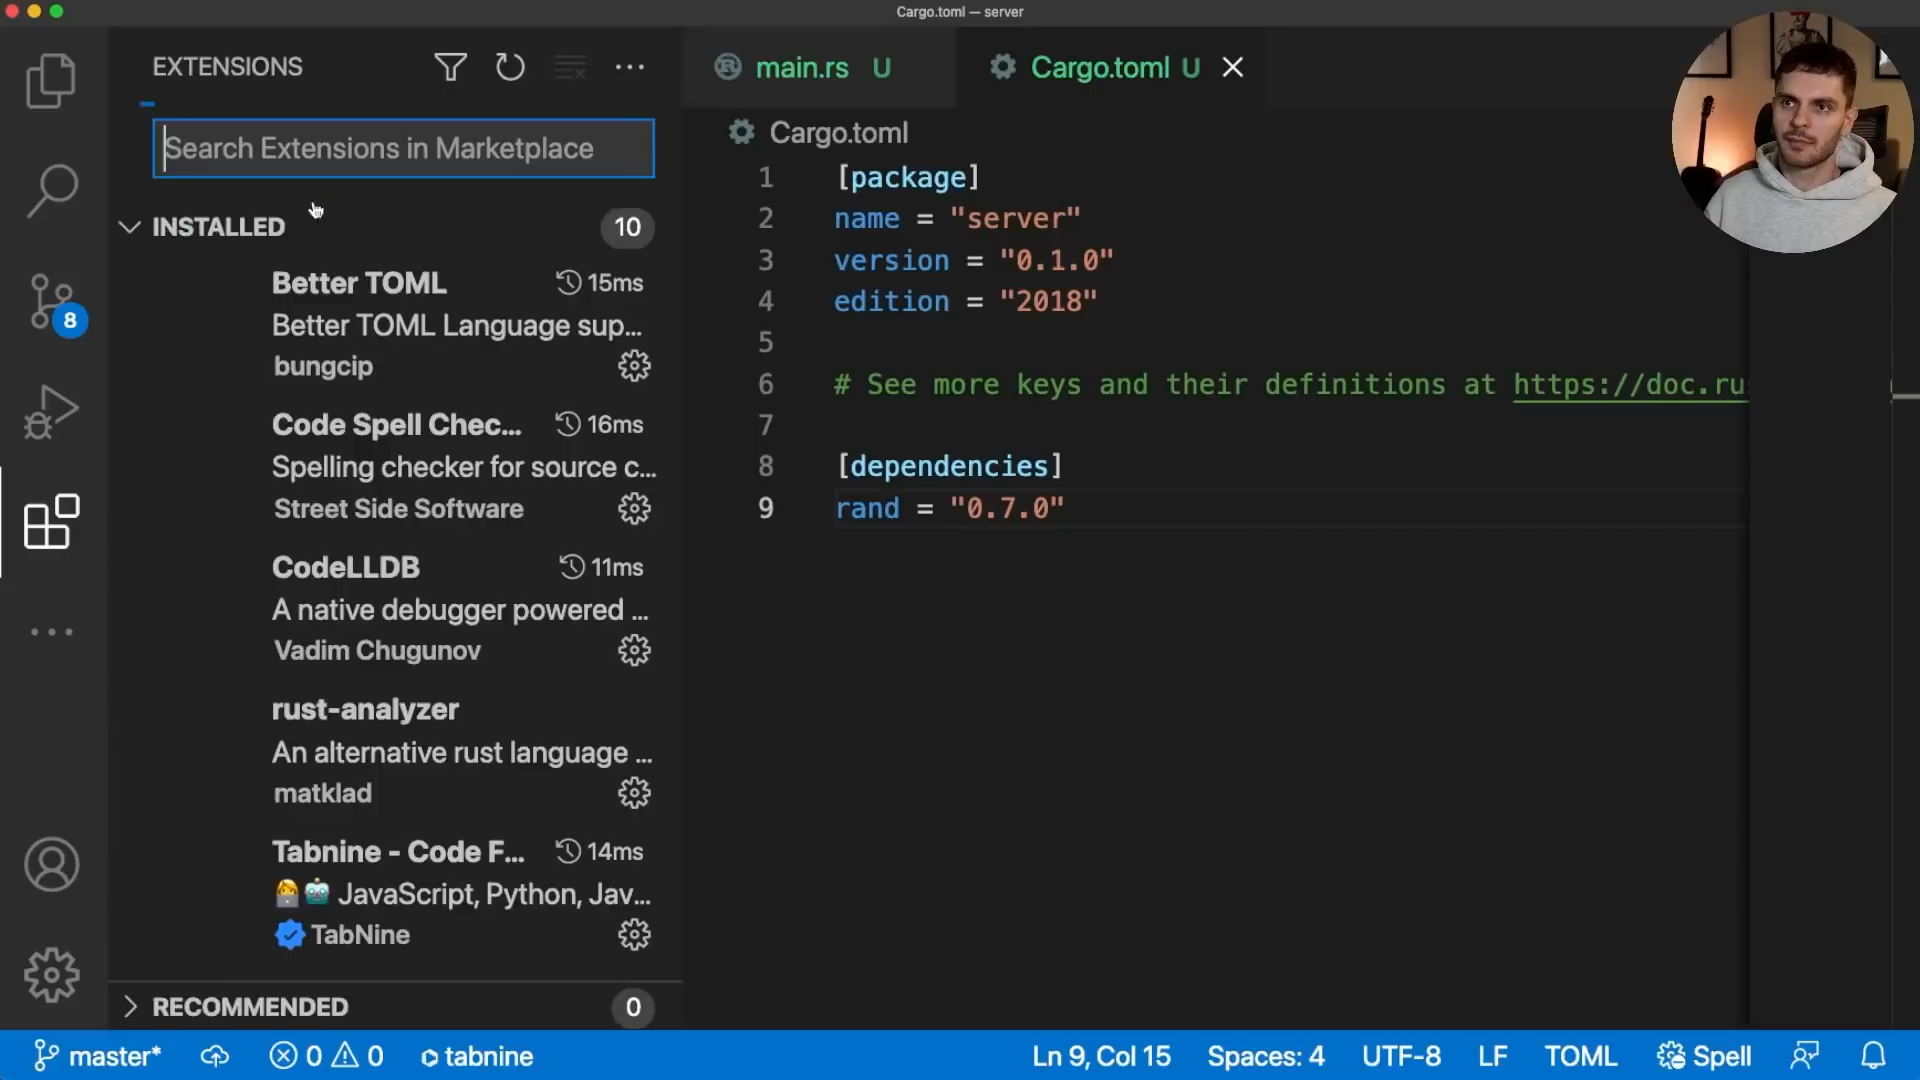 Cargo.toml — server
EXTENSIONS
Search Extensions in Marketplace
INSTALLED 10
Better TOML 15ms
Better TOML Language sup...
bungcip
Code Spell Chec... 16ms
Spelling checker for source c...
Street Side Software
CodeLLDB 11ms
A native debugger powered ...
Vadim Chugunov
rust-analyzer
An alternative rust language ...
matklad
Tabnine - Code F... 14ms
JavaScript, Python, Jav...
TabNine
RECOMMENDED 0
8
main.rs U
Cargo.toml U
Cargo.toml
1 [package]
2 name = "server"
3 version = "0.1.0"
4 edition = "2018"
5
6 # See more keys and their definitions at https://doc.ru
7
8 [dependencies]
9 rand = "0.7.0"
master* 0 0 tabnine Ln 9, Col 15 Spaces: 4 UTF-8 LF TOML Spell